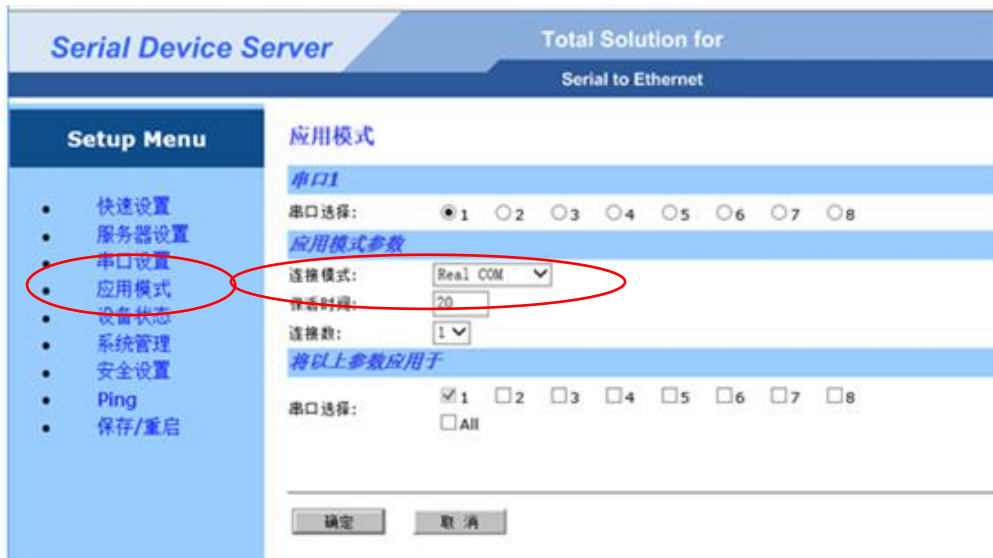 Serial Device Server
Total Solution for
Serial to Ethernet
Setup Menu
快速设置
服务器设置
串口设置
应用模式
设备状态
系统管理
安全设置
Ping
保存/重启
应用模式
串口1
串口选择: 1 2 3 4 5 6 7 8
应用模式参数
连接模式: Real COM
保活时间: 20
连接数: 1
将以上参数应用于
串口选择: 1 2 3 4 5 6 7 8
All
确定 取 消